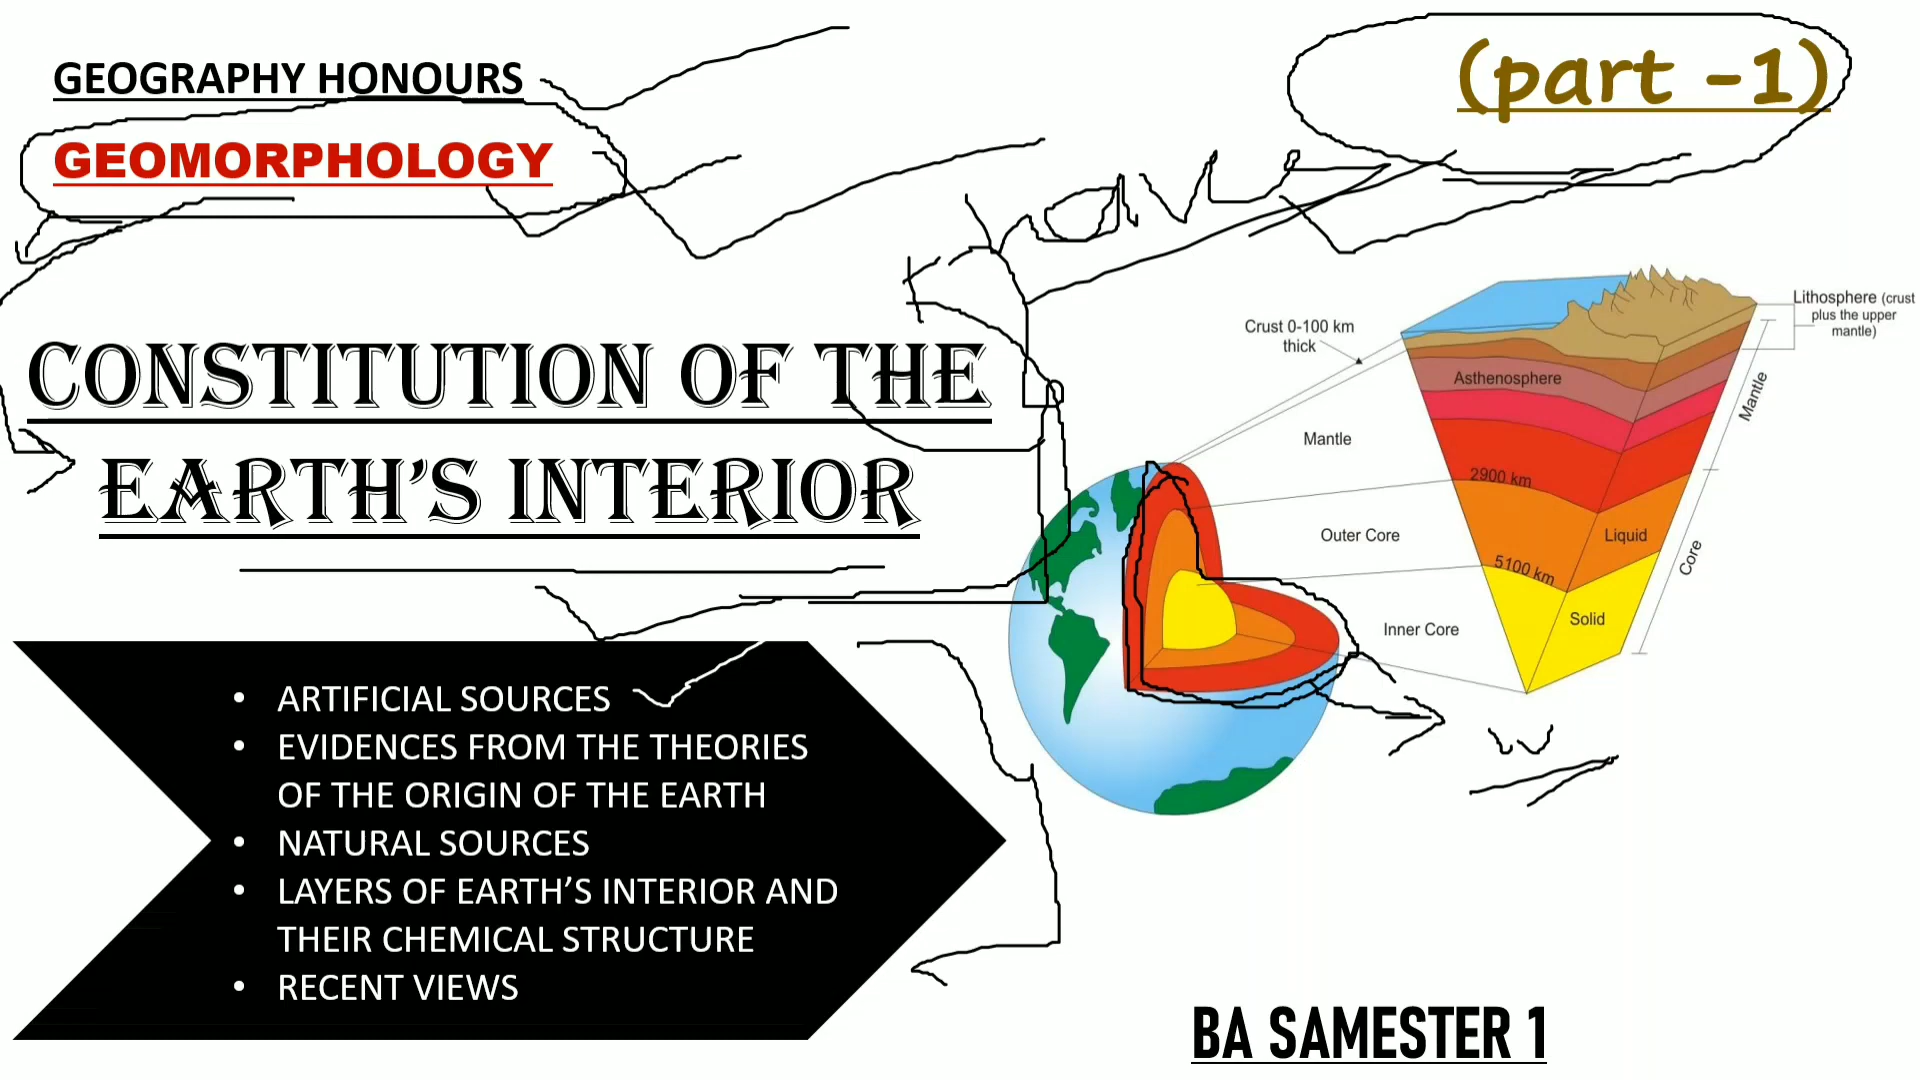 GEOGRAPHY HONOURS
(part -1)
GEOMORPHOLOGY
CONSTITUTION OF THE
EARTH'S INTERIOR
• ARTIFICIAL SOURCES
• EVIDENCES FROM THE THEORIES
OF THE ORIGIN OF THE EARTH
• NATURAL SOURCES
• LAYERS OF EARTH'S INTERIOR AND
THEIR CHEMICAL STRUCTURE
• RECENT VIEWS
Crust 0-100 km
thick
Lithosphere (crust
plus the upper
mantle)
Asthenosphere
Mantle
Mantle
2900 km
Outer Core
Liquid
Core
5100 km
Inner Core
Solid
BA SAMESTER 1